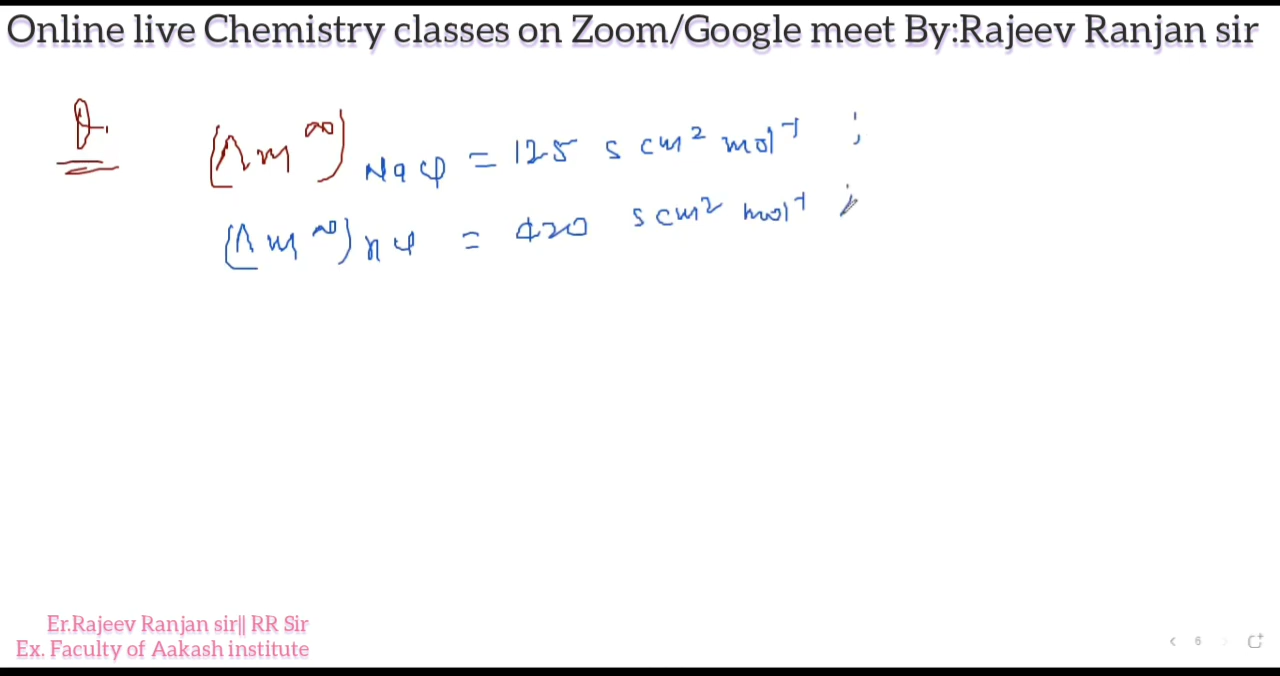 Online live Chemistry classes on Zoom/Google meet By:Rajeev Ranjan sir
Q. (Λm^∞) NaCl = 125 S cm² mol⁻¹ ;
(Λm^∞) HCl = 420 S cm² mol⁻¹ ;
Er.Rajeev Ranjan sir|| RR Sir
Ex. Faculty of Aakash institute
6